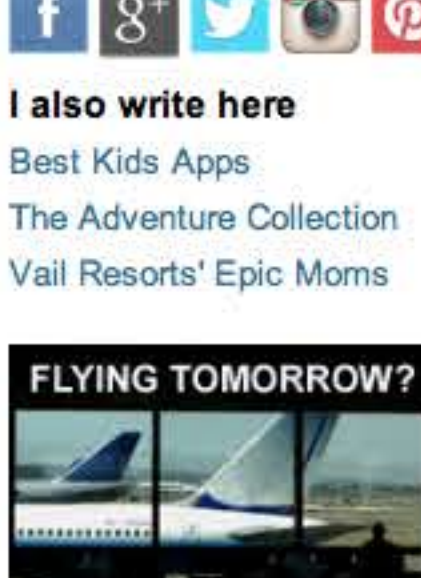 f g+
I also write here
Best Kids Apps
The Adventure Collection
Vail Resorts' Epic Moms
FLYING TOMORROW?